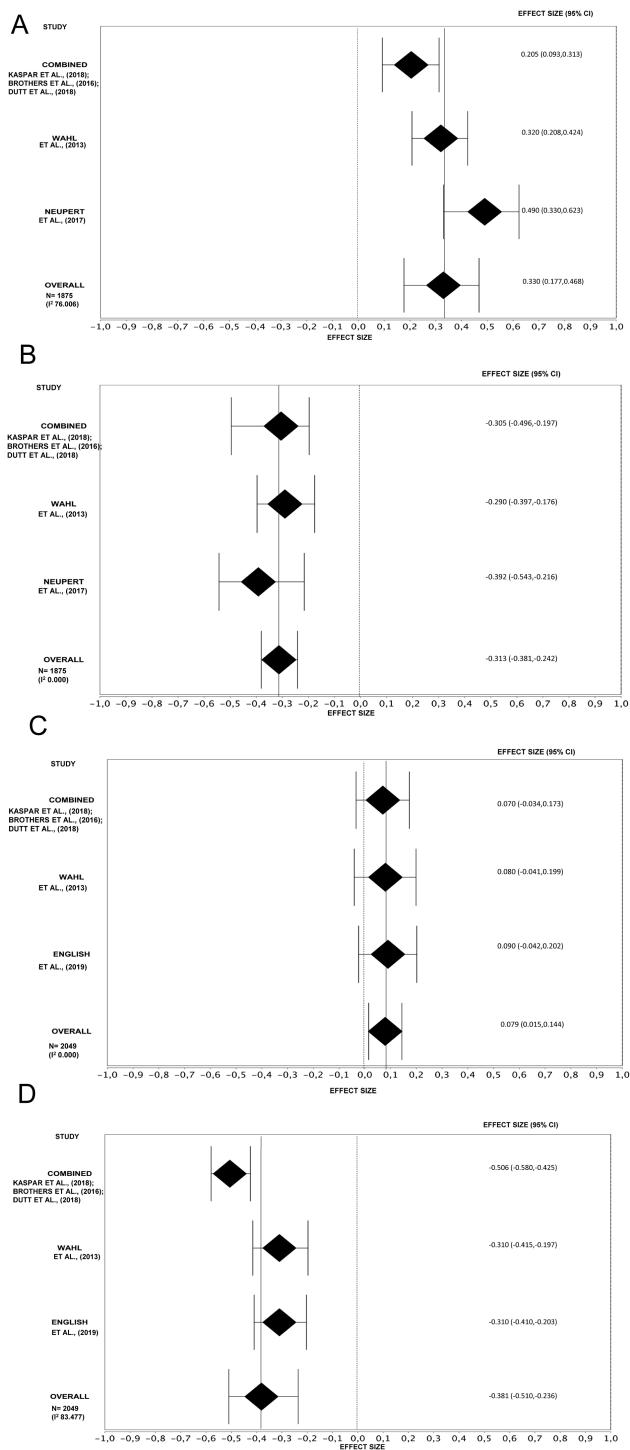 A
STUDY
EFFECT SIZE (95% CI)
COMBINED
KASPAR ET AL., (2018);
BROTHERS ET AL., (2016);
DUTT ET AL., (2018)
0.205 (0.093,0.313)
WAHL
ET AL., (2013)
0.320 (0.208,0.424)
NEUPERT
ET AL., (2017)
0.490 (0.330,0.623)
OVERALL
N= 1875
(I² 76.006)
0.330 (0.177,0.468)
−1,0 −0,9 −0,8 −0,7 −0,6 −0,5 −0,4 −0,3 −0,2 −0,1 0,0 0,1 0,2 0,3 0,4 0,5 0,6 0,7 0,8 0,9 1,0
EFFECT SIZE
B
EFFECT SIZE (95% CI)
STUDY
COMBINED
KASPAR ET AL., (2018);
BROTHERS ET AL., (2016);
DUTT ET AL., (2018)
-0.305 (-0.496,-0.197)
WAHL
ET AL., (2013)
-0.290 (-0.397,-0.176)
NEUPERT
ET AL., (2017)
-0.392 (-0.543,-0.216)
OVERALL
N= 1875
(I² 0.000)
-0.313 (-0.381,-0.242)
−1,0 −0,9 −0,8 −0,7 −0,6 −0,5 −0,4 −0,3 −0,2 −0,1 0,0 0,1 0,2 0,3 0,4 0,5 0,6 0,7 0,8 0,9 1,0
EFFECT SIZE
C
EFFECT SIZE (95% CI)
STUDY
COMBINED
KASPAR ET AL., (2018);
BROTHERS ET AL., (2016);
DUTT ET AL., (2018)
0.070 (-0.034,0.173)
WAHL
ET AL., (2013)
0.080 (-0.041,0.199)
ENGLISH
ET AL., (2019)
0.090 (-0.042,0.202)
OVERALL
N= 2049
(I² 0.000)
0.079 (0.015,0.144)
−1,0 −0,9 −0,8 −0,7 −0,6 −0,5 −0,4 −0,3 −0,2 −0,1 0,0 0,1 0,2 0,3 0,4 0,5 0,6 0,7 0,8 0,9 1,0
EFFECT SIZE
D
EFFECT SIZE (95% CI)
STUDY
COMBINED
KASPAR ET AL., (2018);
BROTHERS ET AL., (2016);
DUTT ET AL., (2018)
-0.506 (-0.580,-0.425)
WAHL
ET AL., (2013)
-0.310 (-0.415,-0.197)
ENGLISH
ET AL., (2019)
-0.310 (-0.410,-0.203)
OVERALL
N= 2049
(I² 83.477)
-0.381 (-0.510,-0.236)
−1,0 −0,9 −0,8 −0,7 −0,6 −0,5 −0,4 −0,3 −0,2 −0,1 0,0 0,1 0,2 0,3 0,4 0,5 0,6 0,7 0,8 0,9 1,0
EFFECT SIZE